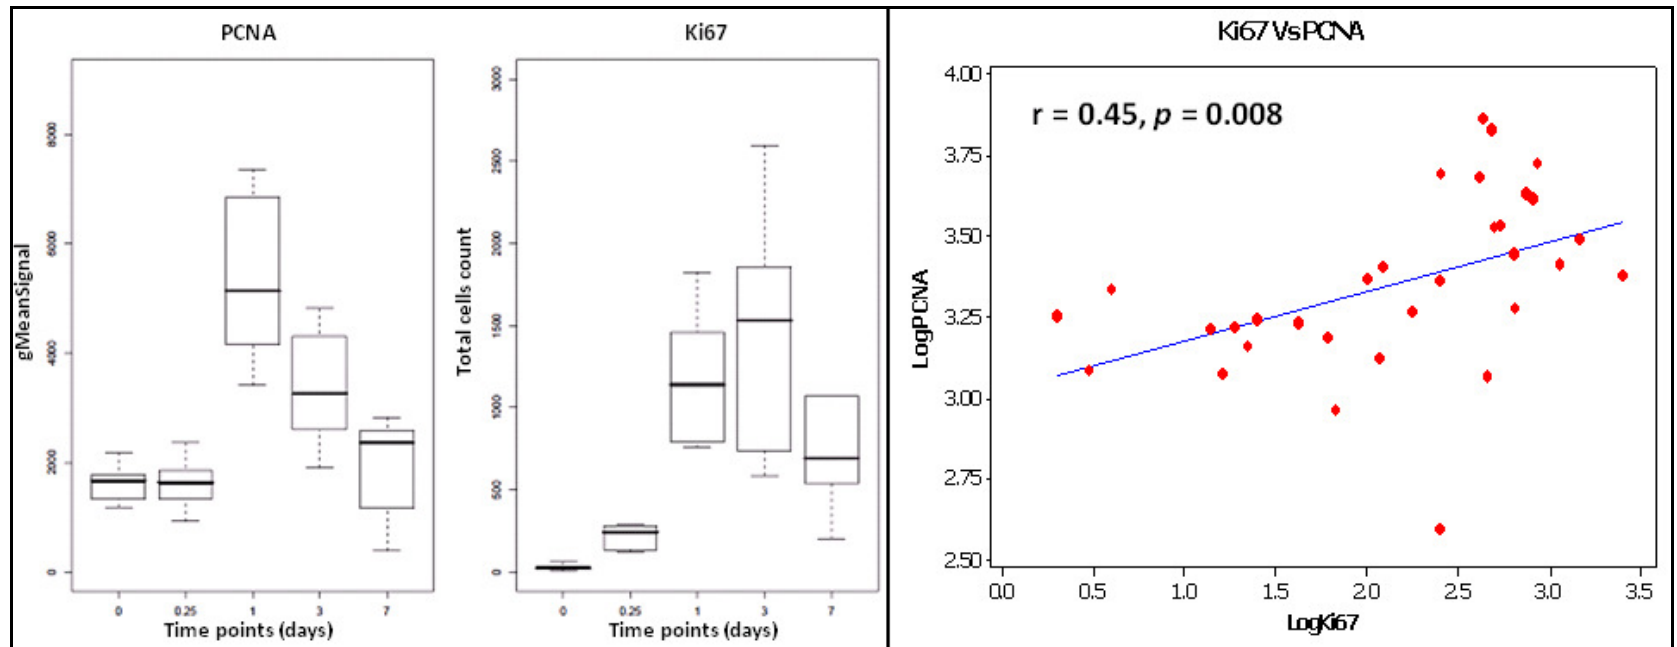 PCNA
gMeanSignal
8000
6000
4000
2000
0
0 0.25 1 3 7
Time points (days)
Ki67
Total cells count
3000
2500
2000
1500
1000
500
0
0 0.25 1 3 7
Time points (days)
Ki67 Vs PCNA
r = 0.45, p = 0.008
LogPCNA
4.00
3.75
3.50
3.25
3.00
2.75
2.50
0.0 0.5 1.0 1.5 2.0 2.5 3.0 3.5
LogKi67